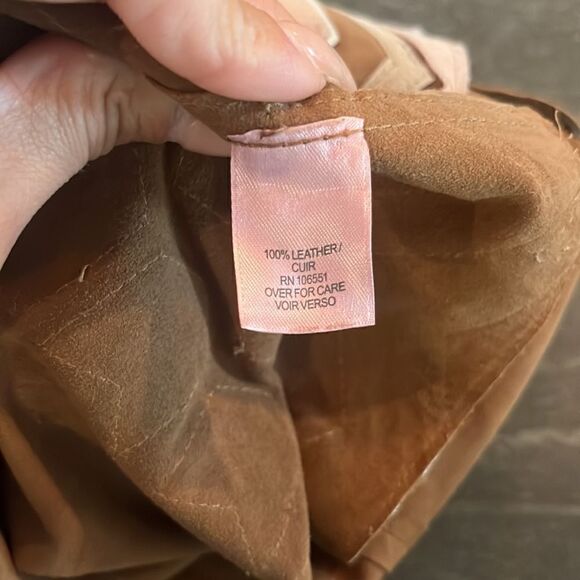 100% LEATHER/
CUIR
RN 106551
OVER FOR CARE
VOIR VERSO